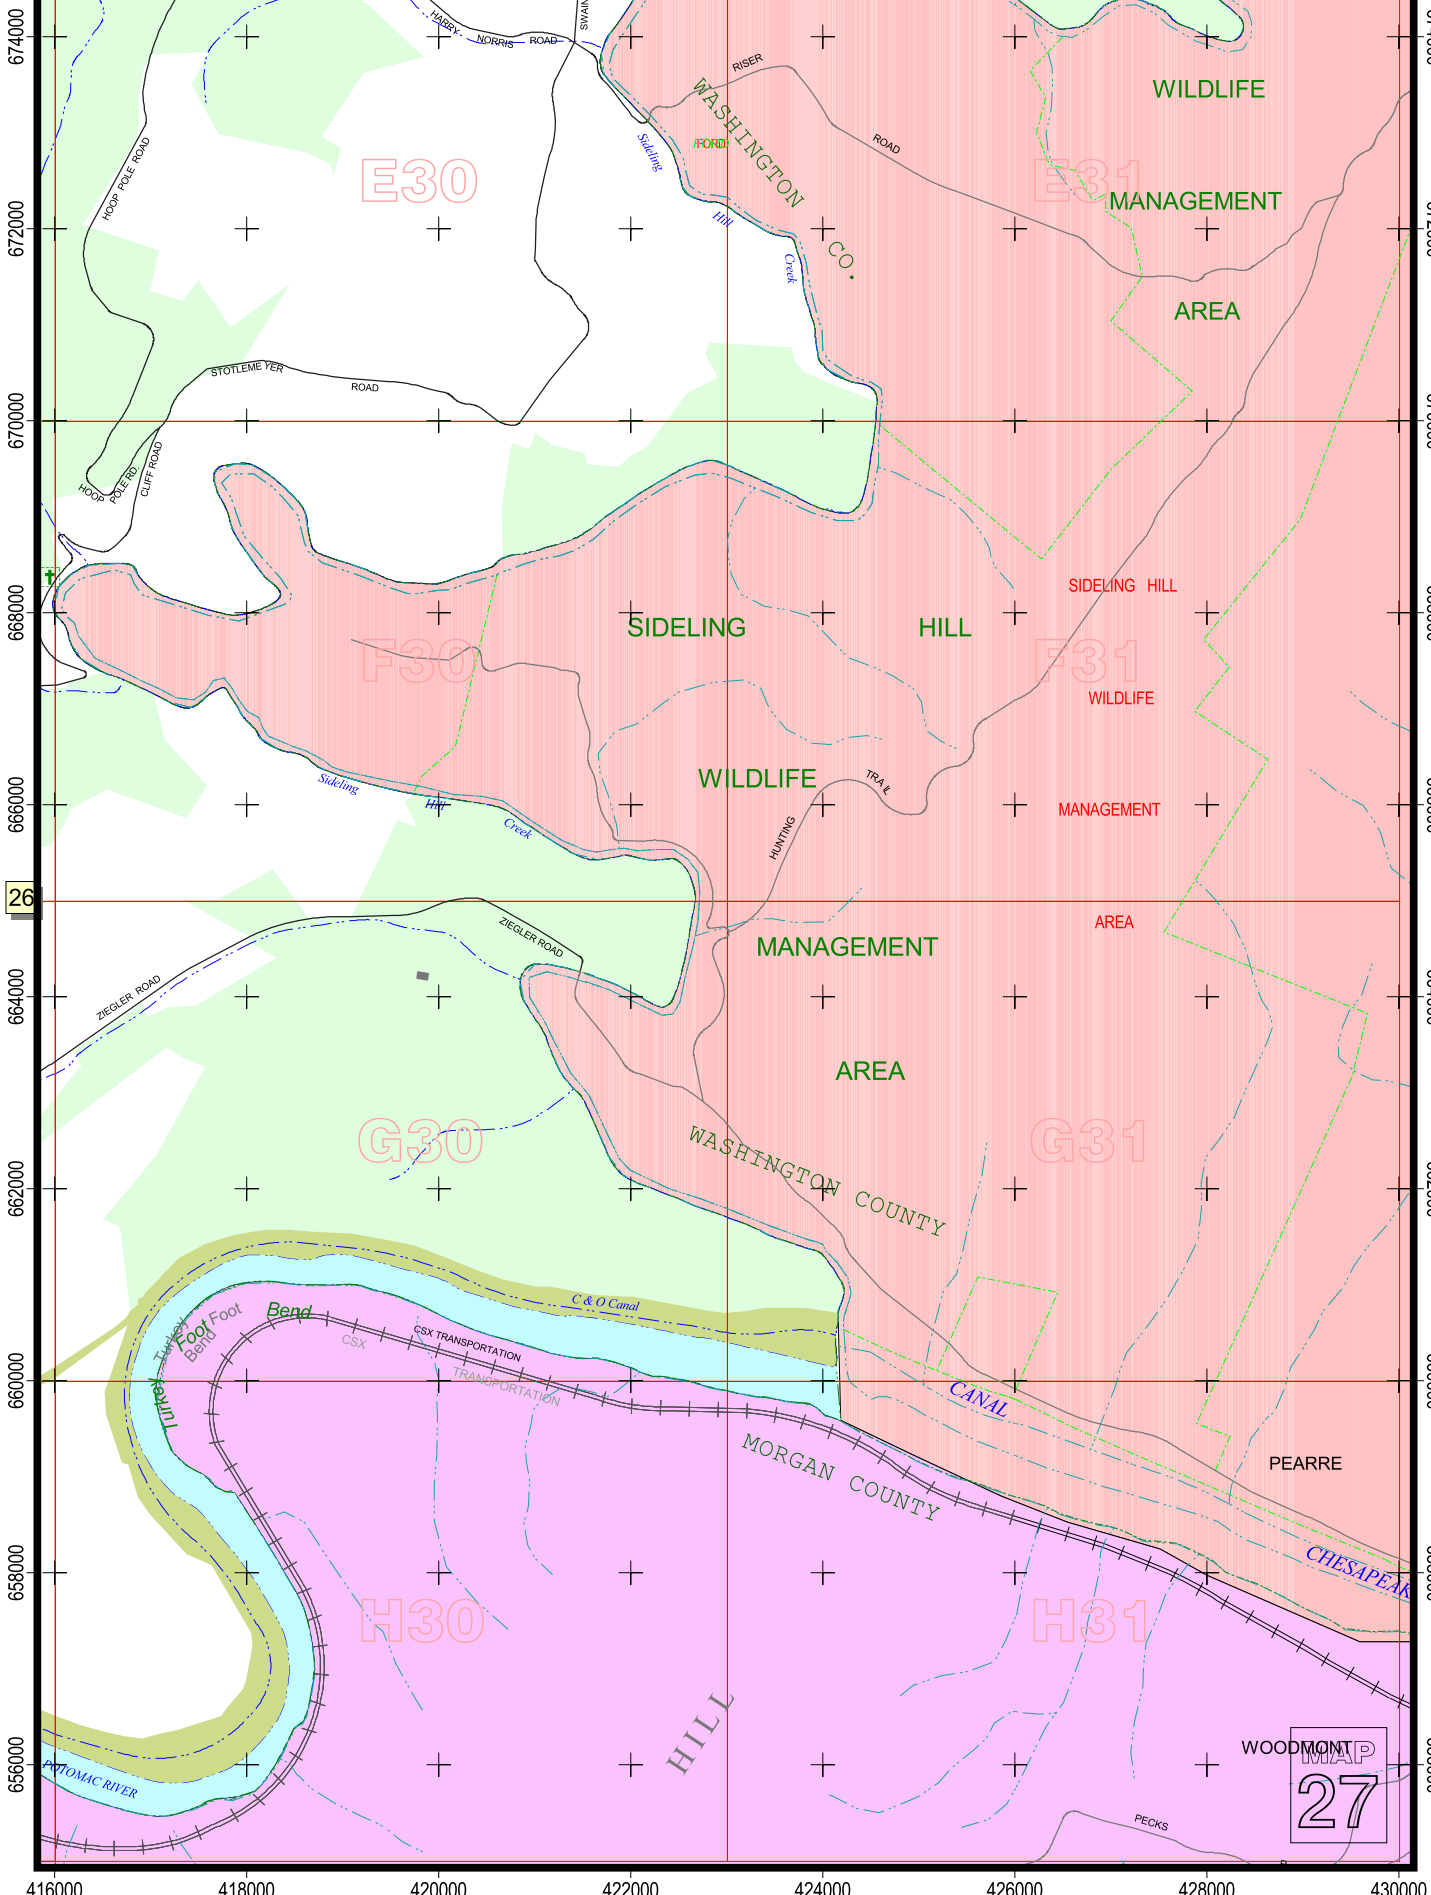 HARRY NORRIS ROAD
SWAIN
674000
RISER
ROAD
WILDLIFE
WASHINGTON CO.
FORD
HOOP POLE ROAD
Sideling
Hill
Creek
E30
E31
MANAGEMENT
672000
AREA
STOTLEMEYER
ROAD
670000
HOOP POLE RD.
CLIFF ROAD
SIDELING HILL
668000
SIDELING
HILL
F30
F31
WILDLIFE
WILDLIFE
Sideling
Hill
Creek
666000
HUNTING
TRAIL
MANAGEMENT
26
ZIEGLER ROAD
MANAGEMENT
AREA
ZIEGLER ROAD
664000
AREA
G30
G31
WASHINGTON COUNTY
662000
C & O Canal
Turkey
Foot
Bend
Turkey
Foot
Bend
CSX TRANSPORTATION
CSX
TRANSPORTATION
660000
CANAL
MORGAN COUNTY
PEARRE
658000
CHESAPEAK
H30
H31
HILL
WOODMONT
MAP
27
656000
POTOMAC RIVER
PECKS
416000
418000
420000
422000
424000
426000
428000
430000